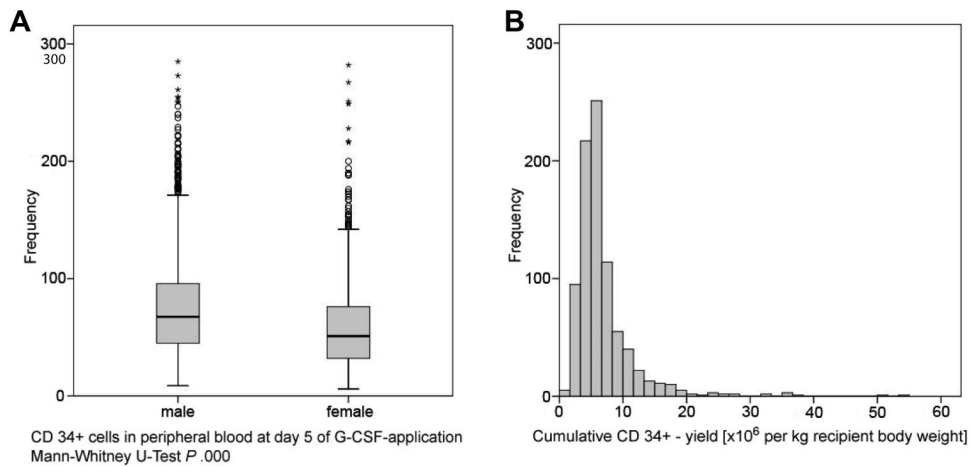 A
Frequency
300
300
200
100
0
male
female
CD 34+ cells in peripheral blood at day 5 of G-CSF-application
Mann-Whitney U-Test P .000
B
Frequency
300
200
100
0
0
10
20
30
40
50
60
Cumulative CD 34+ - yield [x10⁶ per kg recipient body weight]